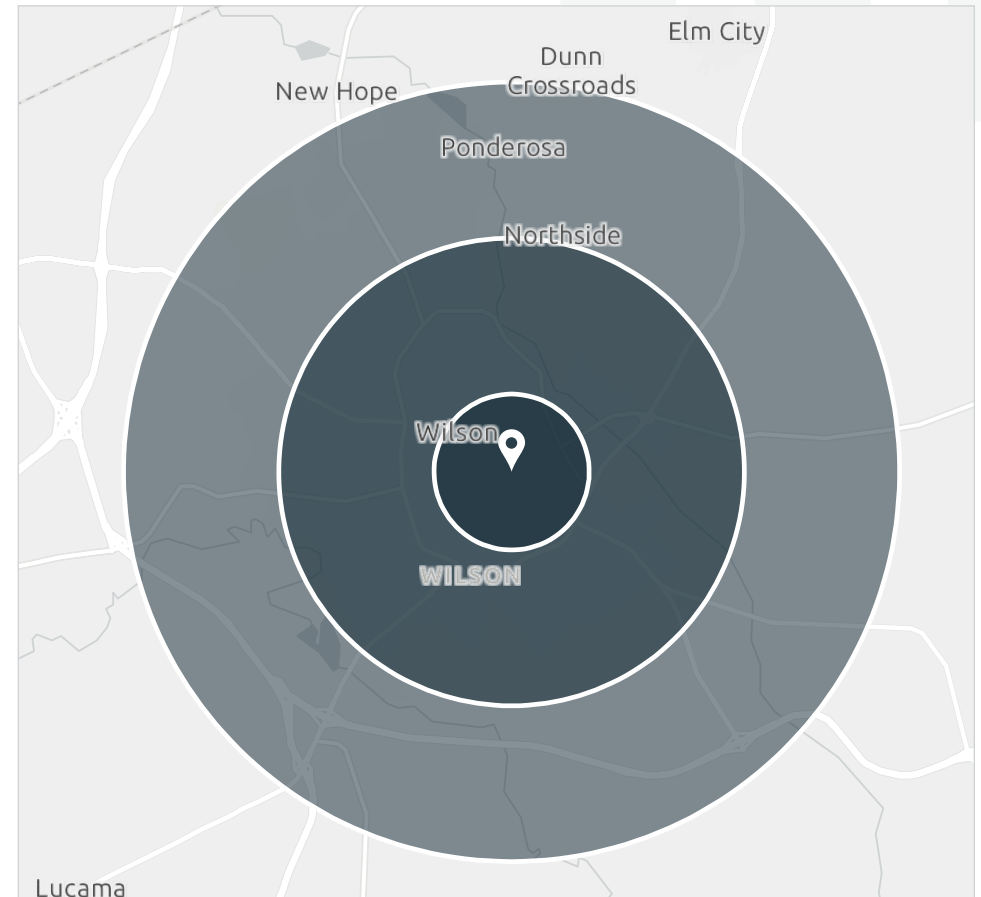 Elm City
Dunn
Crossroads
New Hope
Ponderosa
Northside
Wilson
WILSON
Lucama